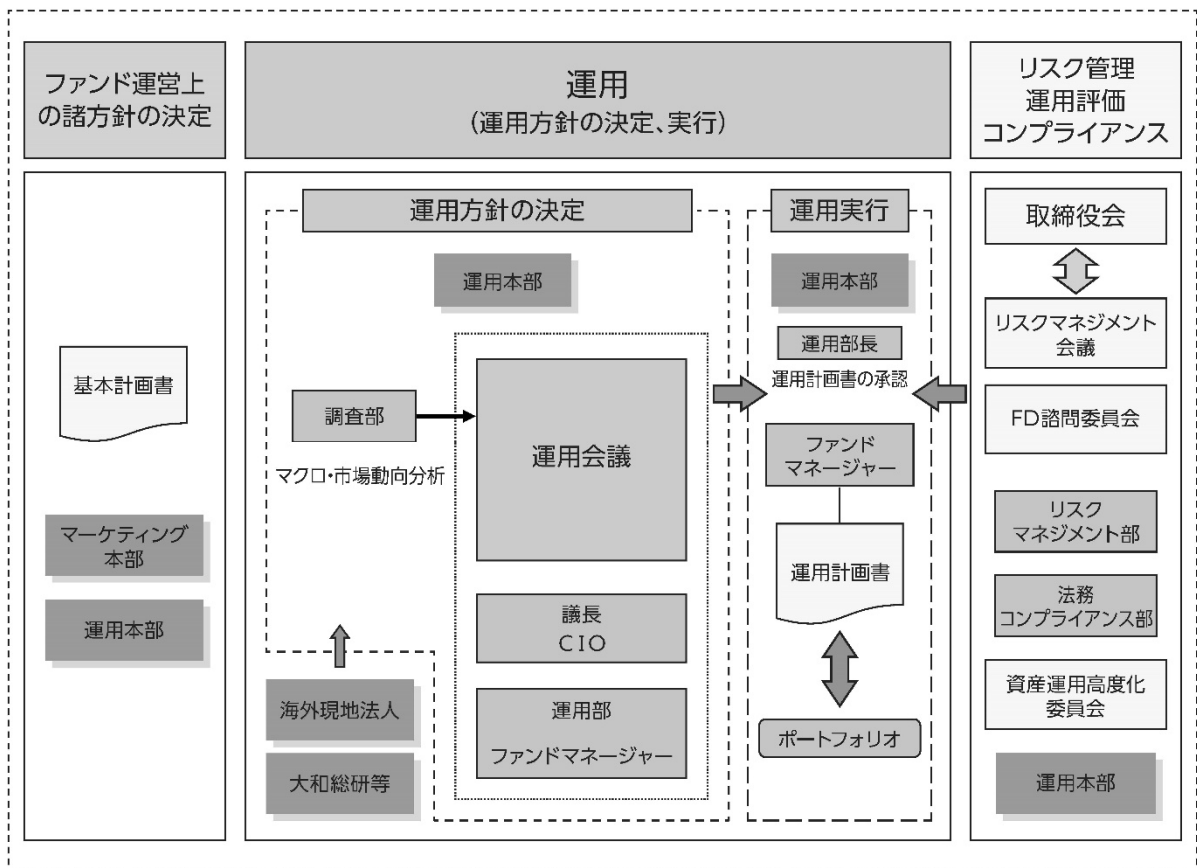 ファンド運営上
の諸方針の決定
運用
(運用方針の決定、実行)
リスク管理
運用評価
コンプライアンス
基本計画書
マーケティング
本部
運用本部
運用方針の決定
運用本部
調査部
マクロ・市場動向分析
運用会議
議長
CIO
運用部
ファンドマネージャー
海外現地法人
大和総研等
運用実行
運用本部
運用部長
運用計画書の承認
ファンド
マネージャー
運用計画書
ポートフォリオ
取締役会
リスクマネジメント
会議
FD諮問委員会
リスク
マネジメント部
法務
コンプライアンス部
資産運用高度化
委員会
運用本部